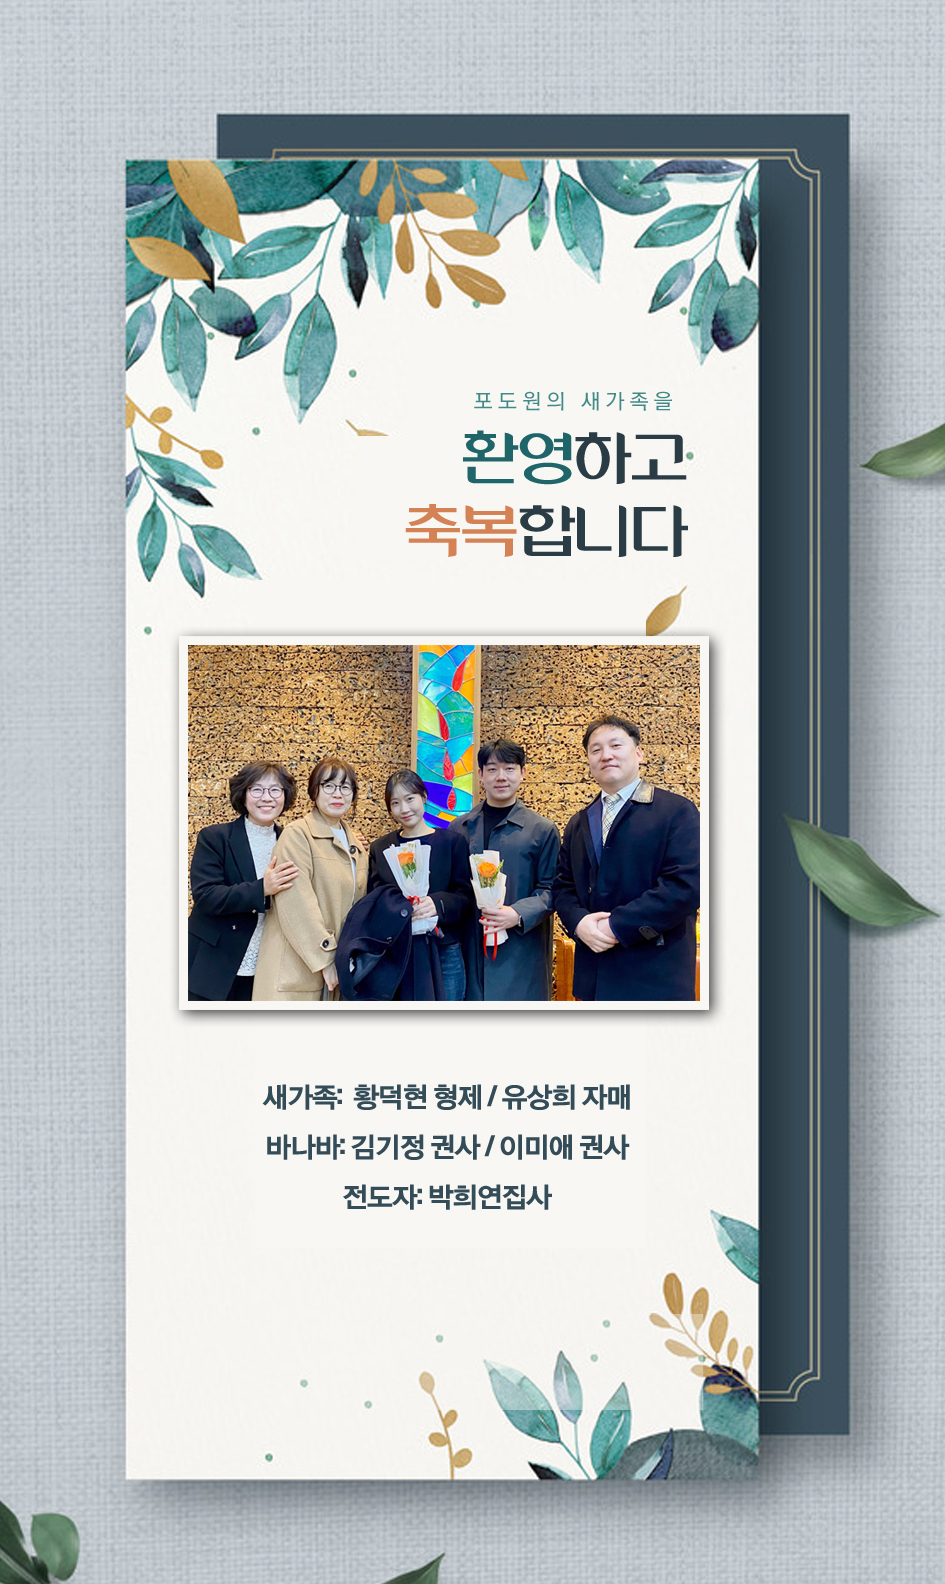 포도원의 새가족을
환영하고
축복합니다
새가족: 황덕현 형제 / 유상희 자매
바나바: 김기정 권사 / 이미애 권사
전도자: 박희연집사